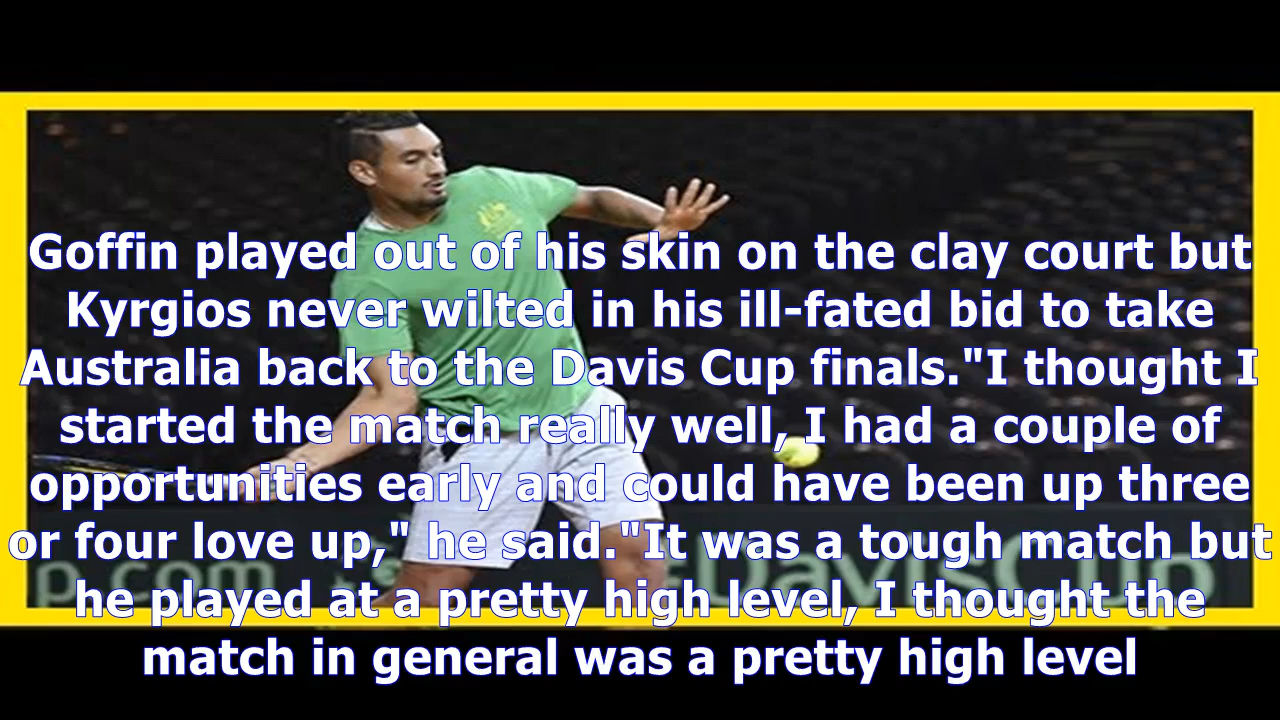 Goffin played out of his skin on the clay court but
Kyrgios never wilted in his ill-fated bid to take
Australia back to the Davis Cup finals."I thought I
started the match really well, I had a couple of
opportunities early and could have been up three
or four love up," he said."It was a tough match but
he played at a pretty high level, I thought the
match in general was a pretty high level
p.com
DavisCup